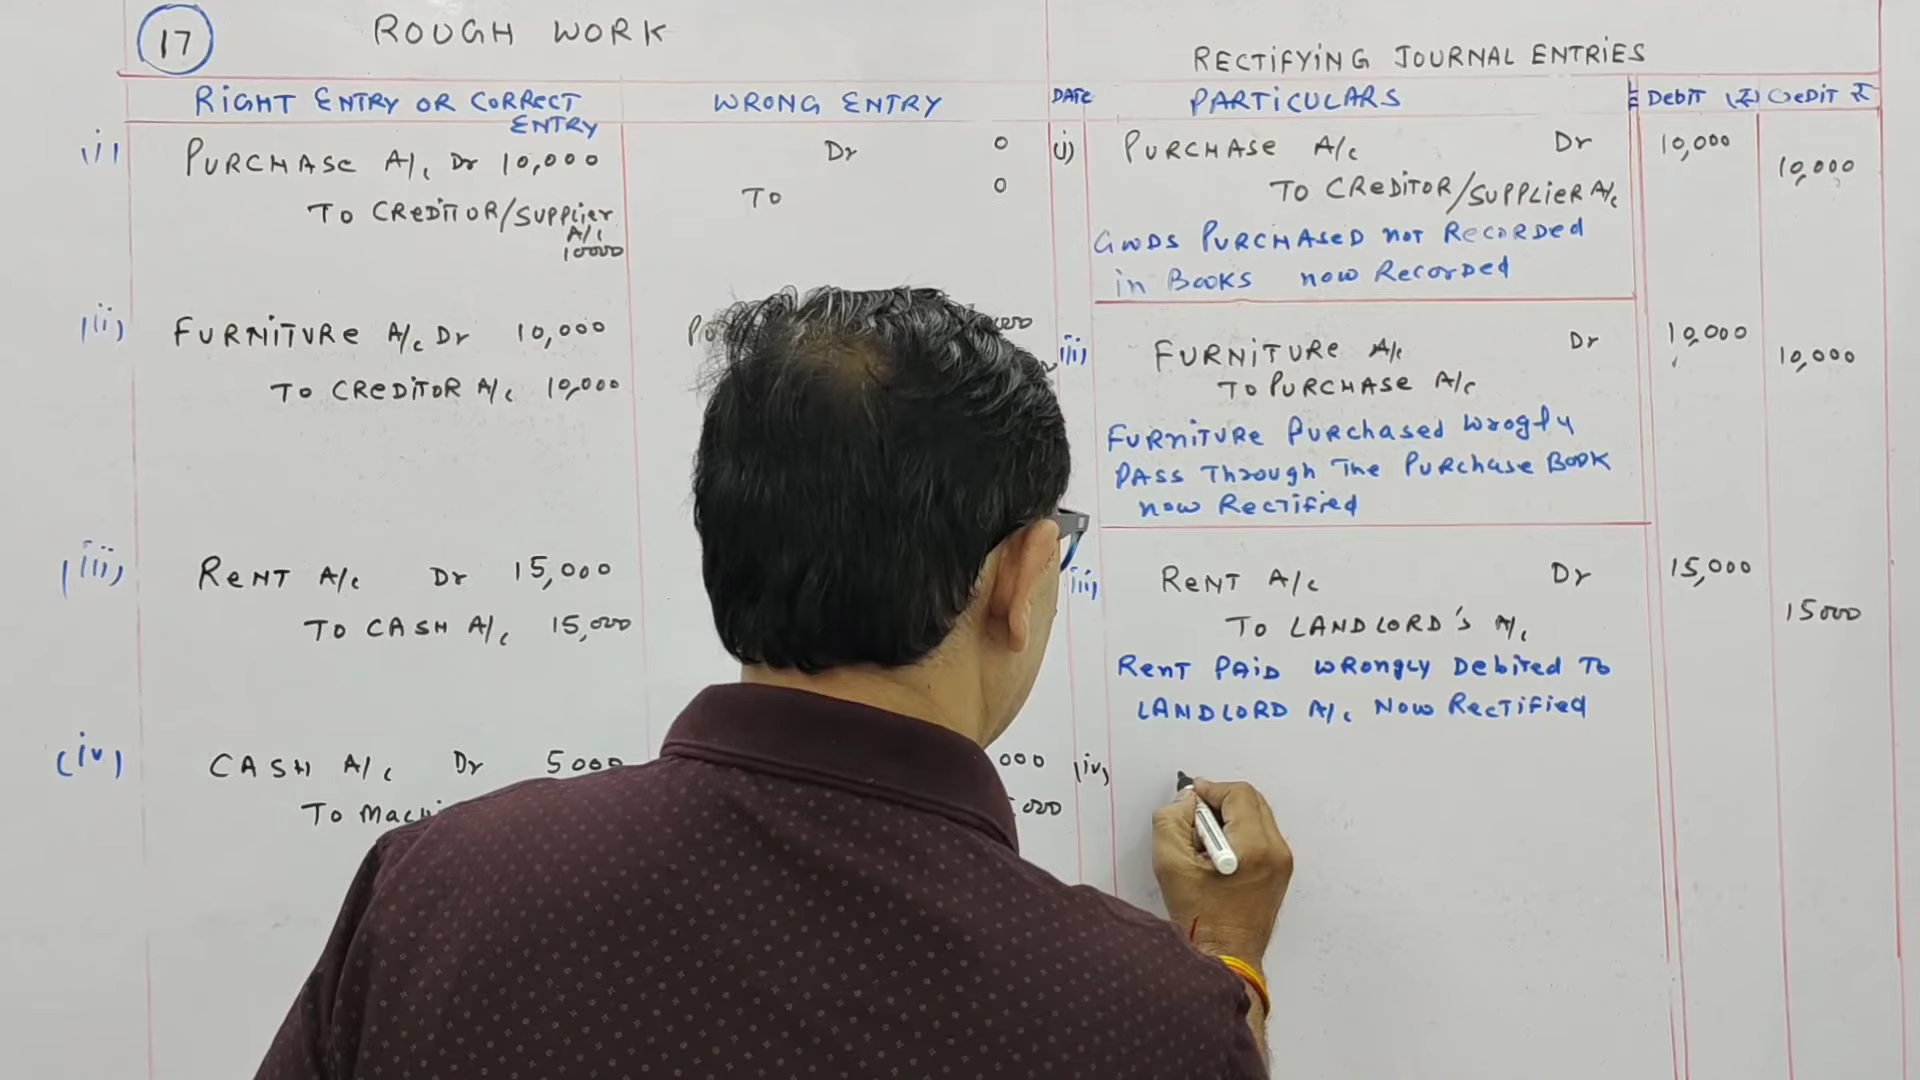 17
ROUGH WORK
RIGHT ENTRY OR CORRECT
ENTRY
WRONG ENTRY
i)
PURCHASE A/c Dr 10,000
TO CREDITOR/SUPPLIER
A/c
10000
Dr 0
TO 0
(ii)
FURNITURE A/c Dr 10,000
TO CREDITOR A/c 10,000
(iii)
RENT A/c Dr 15,000
TO CASH A/c 15,000
(iv)
CASH A/c Dr 5000
000
TO
RECTIFYING JOURNAL ENTRIES
DATE PARTICULARS Debit (₹) Credit ₹
(i) PURCHASE A/c Dr 10,000
TO CREDITOR/SUPPLIER A/c 10,000
GOODS PURCHASED NOT RECORDED
in BOOKS now Recorded
(ii) FURNITURE A/c Dr 10,000
TO PURCHASE A/c 10,000
FURNITURE PURCHASED Wrogly
PASS Through The PURCHASE BOOK
now RECTified
(iii) RENT A/c Dr 15,000
TO LANDLORD'S A/c 15000
RENT PAID WRONGLY DEBITED TO
LANDLORD A/c NOW RECTIFIED
(iv)